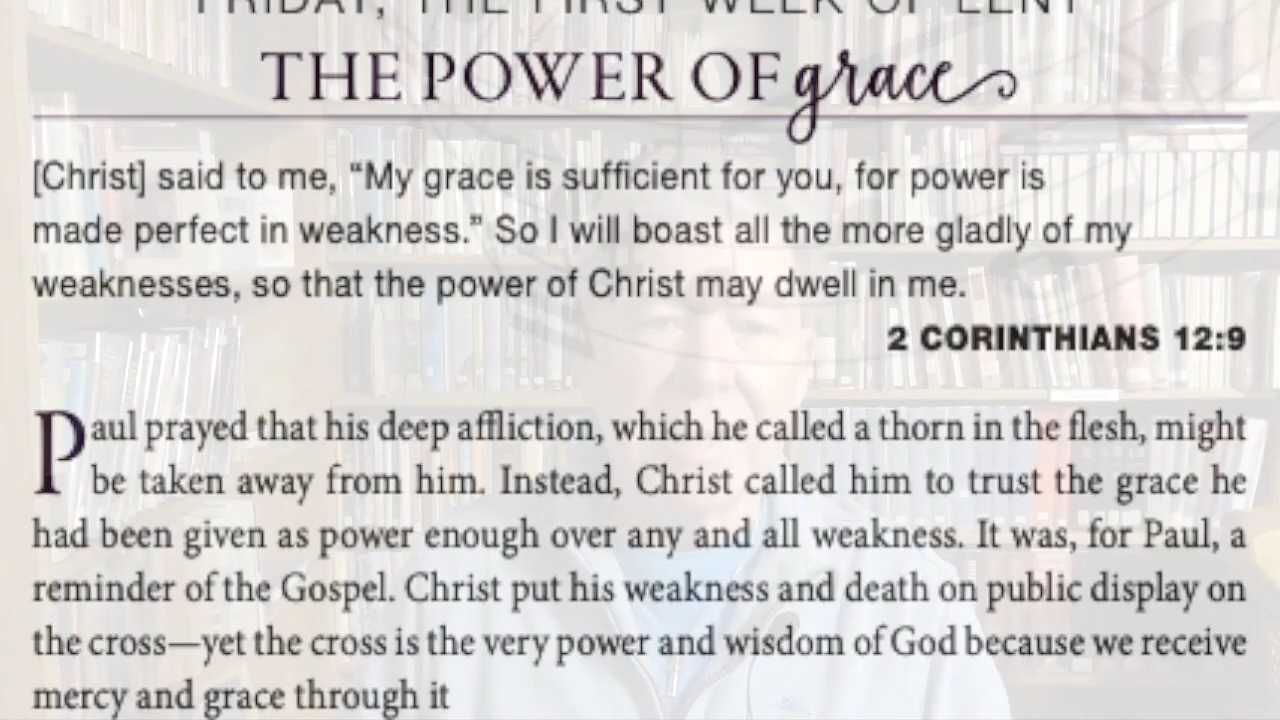 FRIDAY, THE FIRST WEEK OF LENT
THE POWER OF grace
[Christ] said to me, “My grace is sufficient for you, for power is
made perfect in weakness.” So I will boast all the more gladly of my
weaknesses, so that the power of Christ may dwell in me.
2 CORINTHIANS 12:9
Paul prayed that his deep affliction, which he called a thorn in the flesh, might
be taken away from him. Instead, Christ called him to trust the grace he
had been given as power enough over any and all weakness. It was, for Paul, a
reminder of the Gospel. Christ put his weakness and death on public display on
the cross—yet the cross is the very power and wisdom of God because we receive
mercy and grace through it